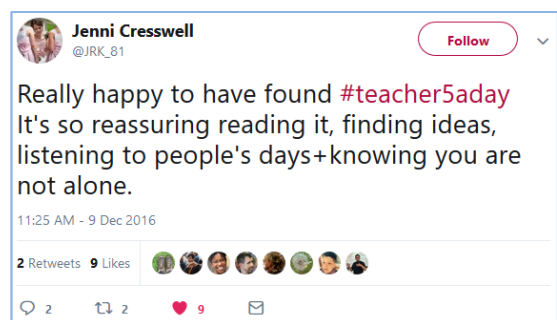 Jenni Cresswell
@JRK_81
Follow
Really happy to have found #teacher5aday
It's so reassuring reading it, finding ideas,
listening to people's days+knowing you are
not alone.
11:25 AM - 9 Dec 2016
2 Retweets 9 Likes
2 2 9